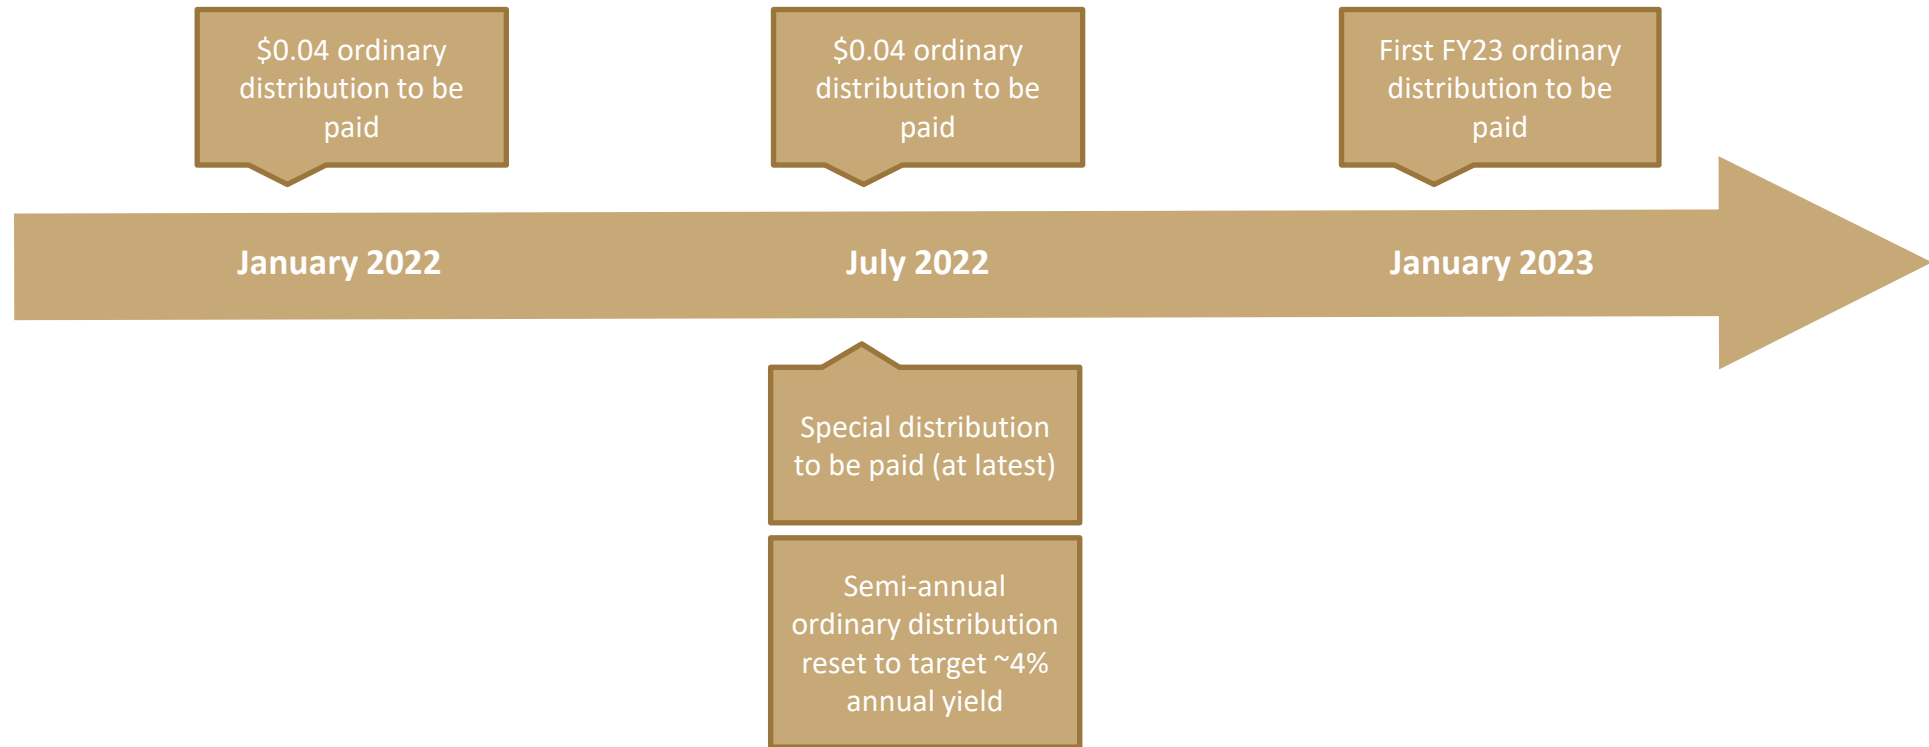 $0.04 ordinary
distribution to be
paid
$0.04 ordinary
distribution to be
paid
First FY23 ordinary
distribution to be
paid
January 2022
July 2022
January 2023
Special distribution
to be paid (at latest)
Semi-annual
ordinary distribution
reset to target ~4%
annual yield